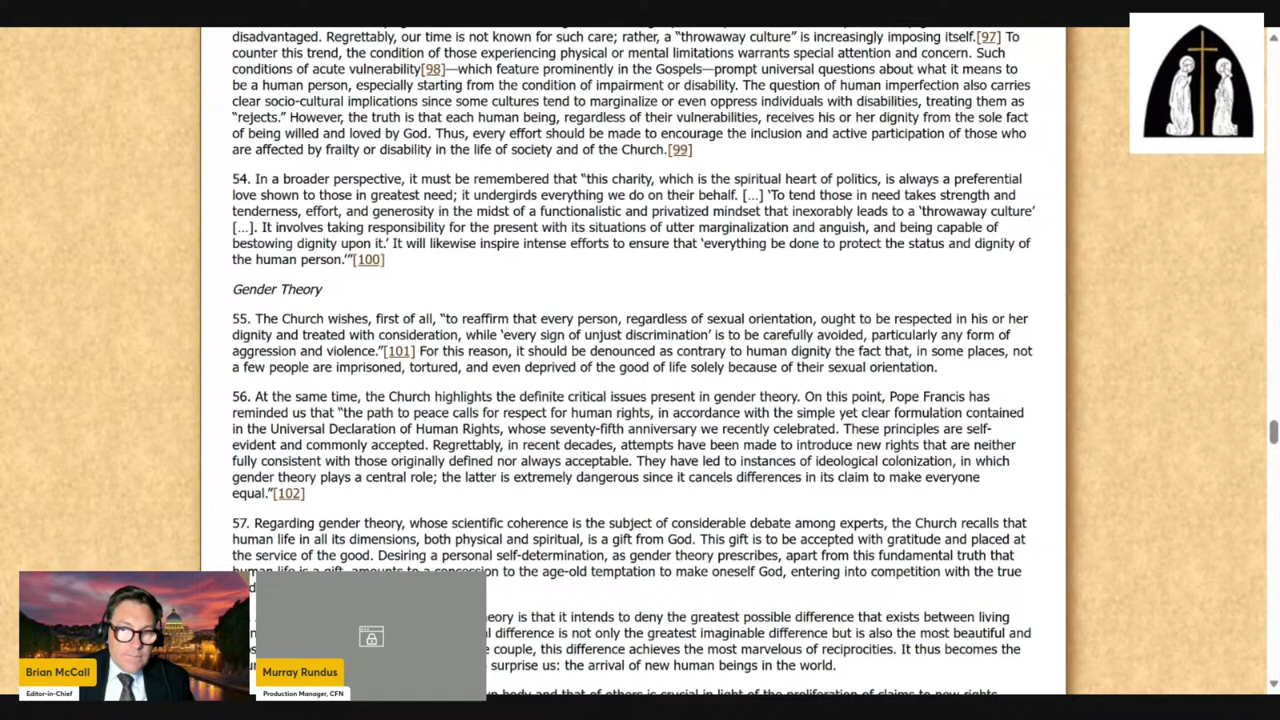 disadvantaged. Regrettably, our time is not known for such care; rather, a “throwaway culture” is increasingly imposing itself.[97] To
counter this trend, the condition of those experiencing physical or mental limitations warrants special attention and concern. Such
conditions of acute vulnerability[98]—which feature prominently in the Gospels—prompt universal questions about what it means to
be a human person, especially starting from the condition of impairment or disability. The question of human imperfection also carries
clear socio-cultural implications since some cultures tend to marginalize or even oppress individuals with disabilities, treating them as
“rejects.” However, the truth is that each human being, regardless of their vulnerabilities, receives his or her dignity from the sole fact
of being willed and loved by God. Thus, every effort should be made to encourage the inclusion and active participation of those who
are affected by frailty or disability in the life of society and of the Church.[99]
54. In a broader perspective, it must be remembered that “this charity, which is the spiritual heart of politics, is always a preferential
love shown to those in greatest need; it undergirds everything we do on their behalf. […] ‘To tend those in need takes strength and
tenderness, effort, and generosity in the midst of a functionalistic and privatized mindset that inexorably leads to a ‘throwaway culture’
[…]. It involves taking responsibility for the present with its situations of utter marginalization and anguish, and being capable of
bestowing dignity upon it.’ It will likewise inspire intense efforts to ensure that ‘everything be done to protect the status and dignity of
the human person.’”[100]
Gender Theory
55. The Church wishes, first of all, “to reaffirm that every person, regardless of sexual orientation, ought to be respected in his or her
dignity and treated with consideration, while ‘every sign of unjust discrimination’ is to be carefully avoided, particularly any form of
aggression and violence.”[101] For this reason, it should be denounced as contrary to human dignity the fact that, in some places, not
a few people are imprisoned, tortured, and even deprived of the good of life solely because of their sexual orientation.
56. At the same time, the Church highlights the definite critical issues present in gender theory. On this point, Pope Francis has
reminded us that “the path to peace calls for respect for human rights, in accordance with the simple yet clear formulation contained
in the Universal Declaration of Human Rights, whose seventy-fifth anniversary we recently celebrated. These principles are self-
evident and commonly accepted. Regrettably, in recent decades, attempts have been made to introduce new rights that are neither
fully consistent with those originally defined nor always acceptable. They have led to instances of ideological colonization, in which
gender theory plays a central role; the latter is extremely dangerous since it cancels differences in its claim to make everyone
equal.”[102]
57. Regarding gender theory, whose scientific coherence is the subject of considerable debate among experts, the Church recalls that
human life in all its dimensions, both physical and spiritual, is a gift from God. This gift is to be accepted with gratitude and placed at
the service of the good. Desiring a personal self-determination, as gender theory prescribes, apart from this fundamental truth that
human life is a gift, amounts to a concession to the age-old temptation to make oneself God, entering into competition with the true
is that it intends to deny the greatest possible difference that exists between living
difference is not only the greatest imaginable difference but is also the most beautiful and
couple, this difference achieves the most marvelous of reciprocities. It thus becomes the
surprise us: the arrival of new human beings in the world.
own body and that of others is crucial in light of the proliferation of claims to new rights
Brian McCall
Editor-in-Chief
Murray Rundus
Production Manager, CFN